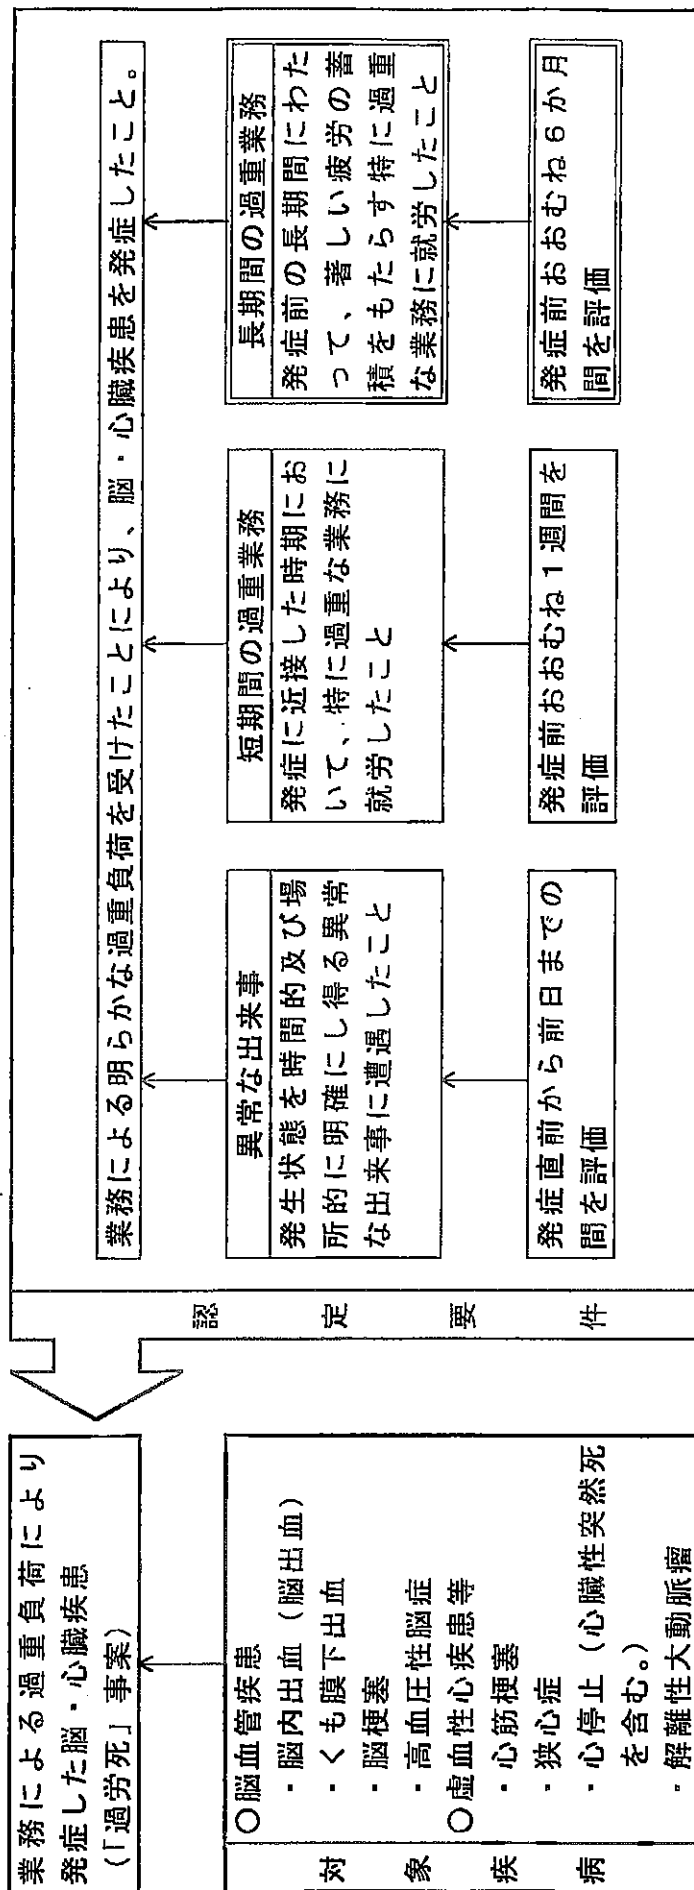 業務による過重負荷により
発症した脳・心臓疾患
（「過労死」事案）
対象疾病
○脳血管疾患
・脳内出血（脳出血）
・くも膜下出血
・脳梗塞
・高血圧性脳症
○虚血性心疾患等
・心筋梗塞
・狭心症
・心停止（心臓性突然死
を含む。）
・解離性大動脈瘤
認定要件
業務による明らかな過重負荷を受けたことにより、脳・心臓疾患を発症したこと。
異常な出来事
発生状態を時間的及び場
所的に明確にし得る異常
な出来事に遭遇したこと
発症直前から前日までの
間を評価
短期間の過重業務
発症に近接した時期にお
いて、特に過重な業務に
就労したこと
発症前おおむね１週間を
評価
長期間の過重業務
発症前の長期間にわた
って、著しい疲労の蓄
積をもたらす特に過重
な業務に就労したこと
発症前おおむね６か月
間を評価